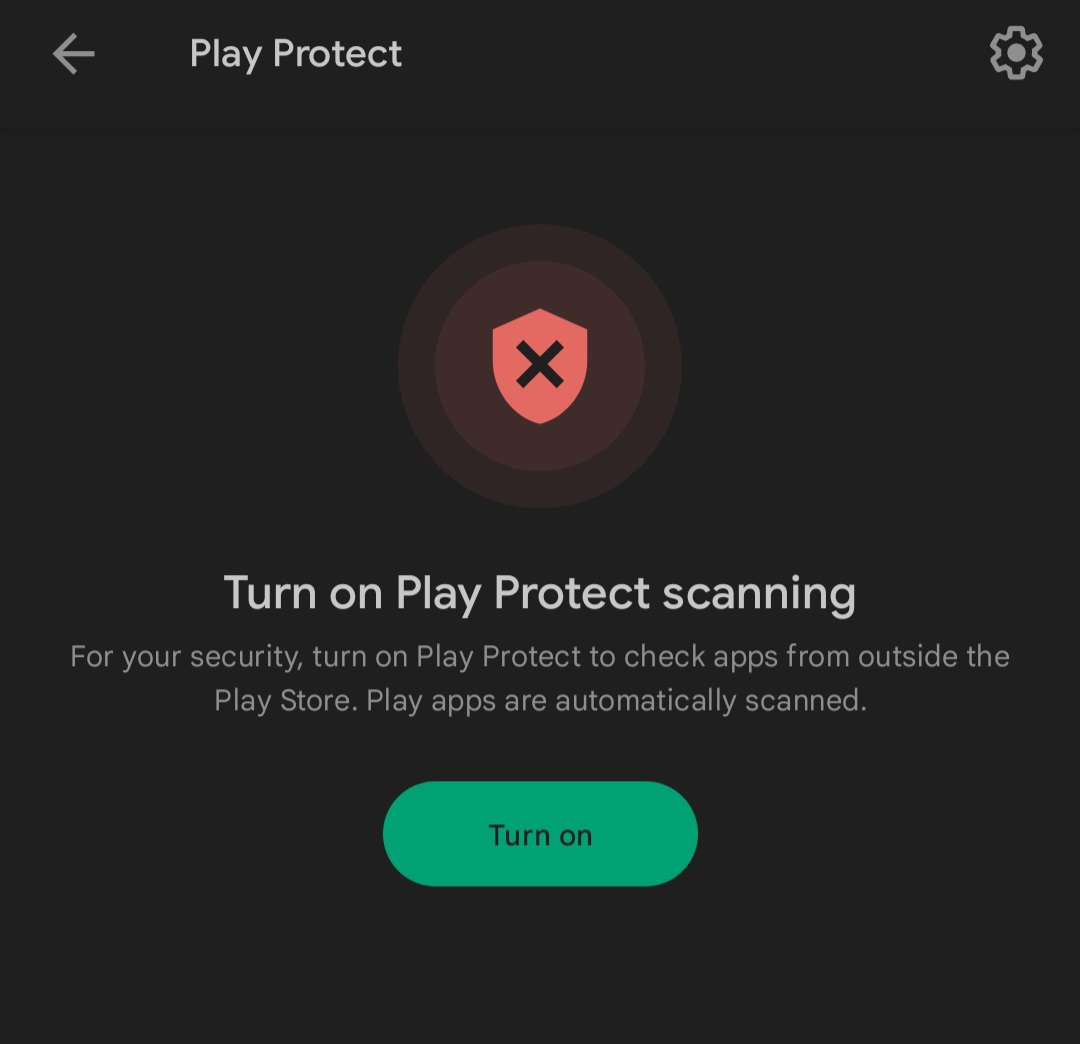 Play Protect
Turn on Play Protect scanning
For your security, turn on Play Protect to check apps from outside the
Play Store. Play apps are automatically scanned.
Turn on